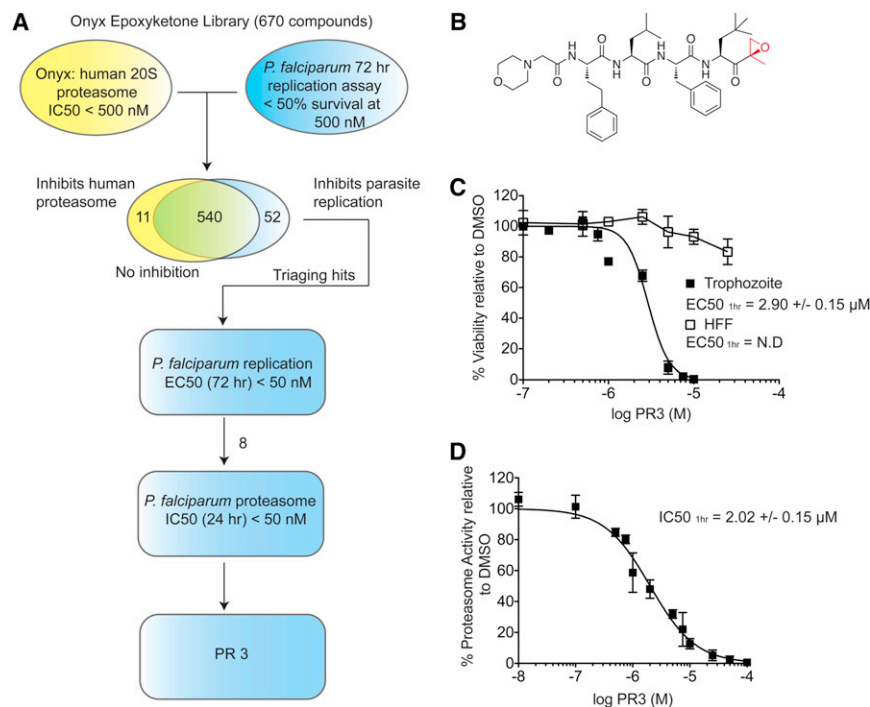 A
Onyx Epoxyketone Library (670 compounds)
Onyx: human 20S
proteasome
IC50 < 500 nM
P. falciparum 72 hr
replication assay
< 50% survival at
500 nM
Inhibits human
proteasome
11
540
52
Inhibits parasite
replication
No inhibition
Triaging hits
P. falciparum replication
EC50 (72 hr) < 50 nM
8
P. falciparum proteasome
IC50 (24 hr) < 50 nM
PR 3
B
O
N
O
H
N
O
N
H
O
H
N
O
N
H
O
O
C
% Viability relative to DMSO
120
100
80
60
40
20
0
-7
-6
-5
-4
log PR3 (M)
Trophozoite
EC50 1hr = 2.90 +/- 0.15 µM
HFF
EC50 1hr = N.D
D
% Proteasome Activity relative
to DMSO
120
100
80
60
40
20
0
-8
-7
-6
-5
-4
log PR3 (M)
IC50 1hr = 2.02 +/- 0.15 µM